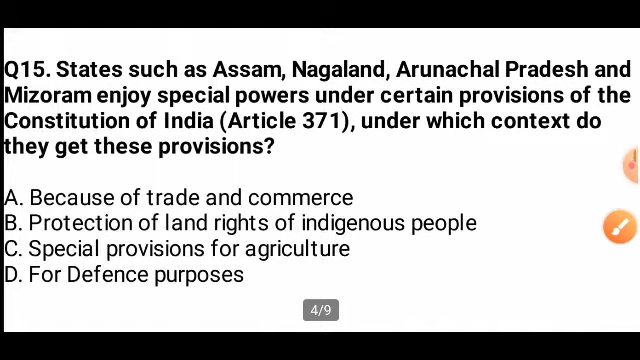 Q15. States such as Assam, Nagaland, Arunachal Pradesh and
Mizoram enjoy special powers under certain provisions of the
Constitution of India (Article 371), under which context do
they get these provisions?
A. Because of trade and commerce
B. Protection of land rights of indigenous people
C. Special provisions for agriculture
D. For Defence purposes
4/9